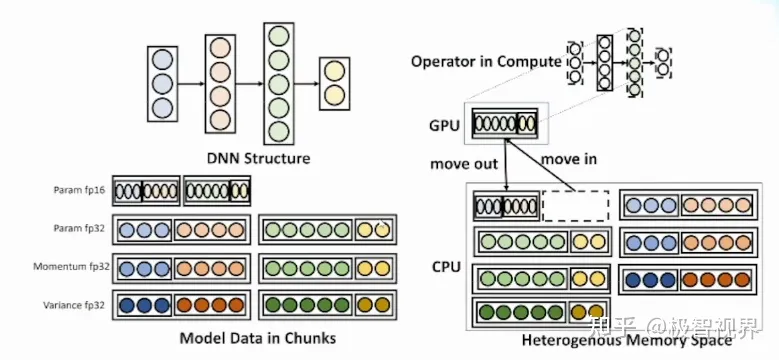 DNN Structure
Param fp16
Param fp32
Momentum fp32
Variance fp32
Model Data in Chunks
Operator in Compute
GPU
move out
move in
CPU
Heterogenous Memory Space
知乎 @极智视界